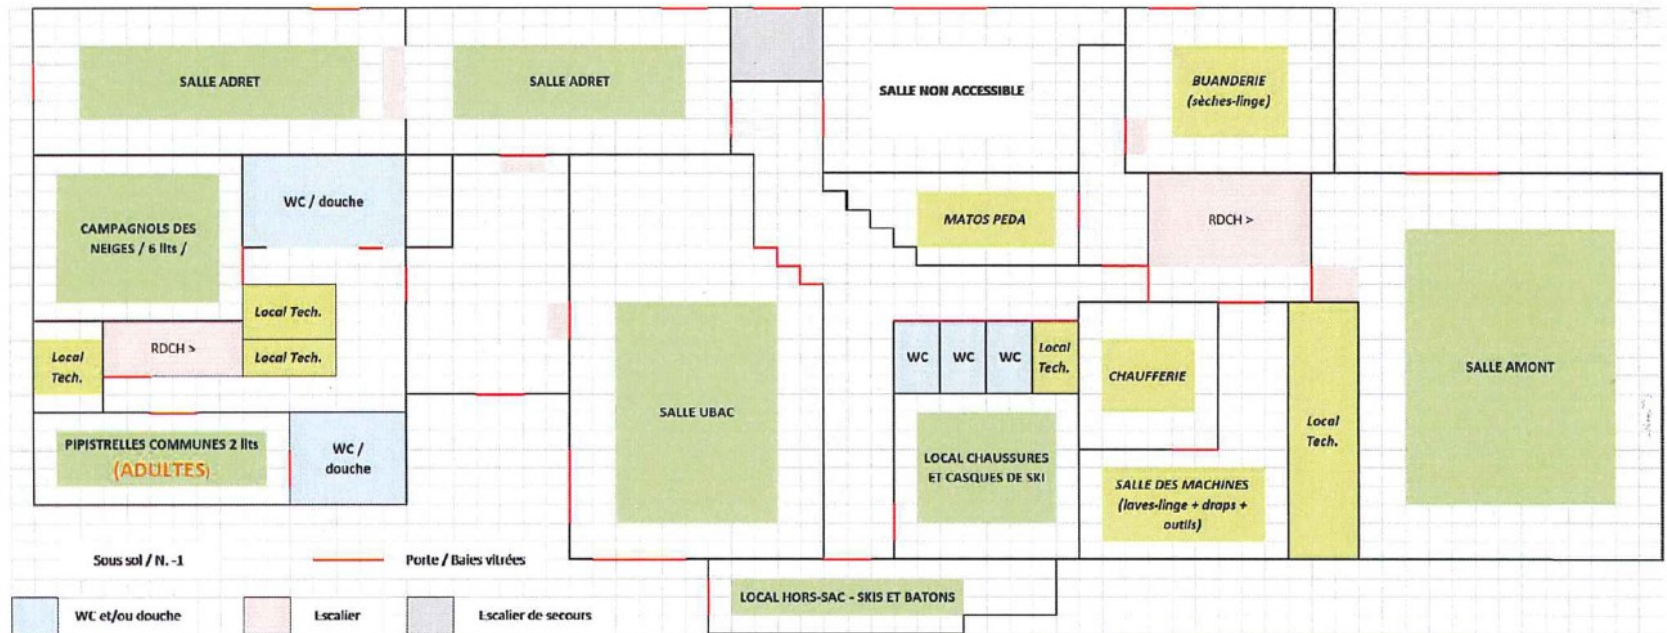 SALLE ADRET
SALLE ADRET
SALLE NON ACCESSIBLE
BUANDERIE
(sèches-linge)
CAMPAGNOLS DES
NEIGES / 6 lits /
WC / douche
MATOS PEDA
RDCH >
Local Tech.
Local Tech.
Local
Tech.
RDCH >
WC
WC
WC
Local
Tech.
CHAUFFERIE
SALLE AMONT
SALLE UBAC
Local
Tech.
PIPISTRELLES COMMUNES 2 lits
(ADULTES)
WC /
douche
LOCAL CHAUSSURES
ET CASQUES DE SKI
SALLE DES MACHINES
(laves-linge + draps +
outils)
Sous sol / N. -1
Porte / Baies vitrées
LOCAL HORS-SAC - SKIS ET BATONS
WC et/ou douche
Escalier
Escalier de secours